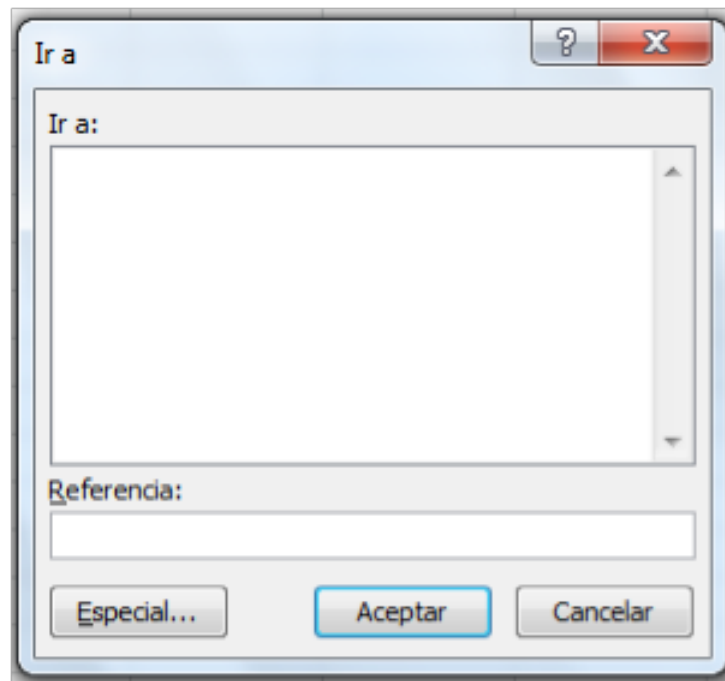 Ir a
Ir a:
Referencia:
Especial...
Aceptar
Cancelar